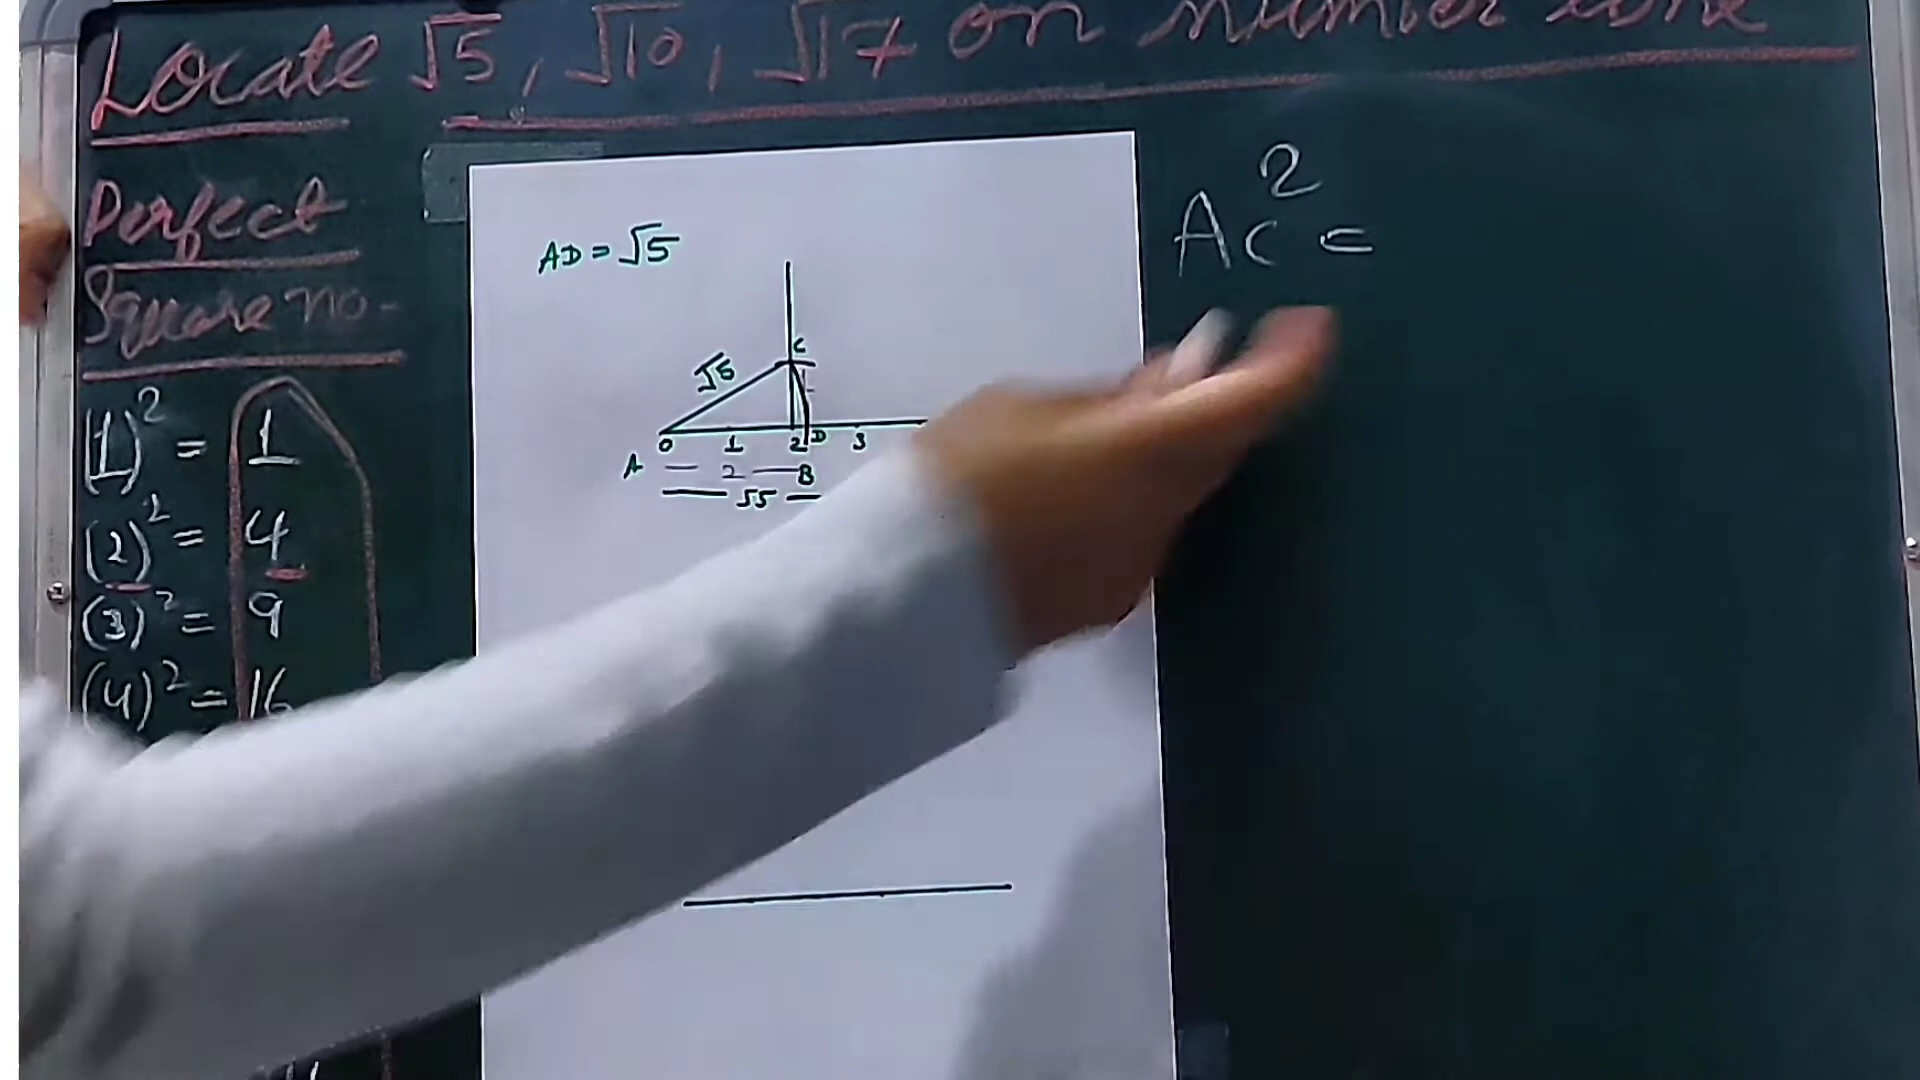 Locate √5, √10, √17 on number line
Perfect
Square no-
(1)² = 1
(2)² = 4
(3)² = 9
(4)² = 16
AD = √5
C
√5
1
0 1 2 D 3
A — 2 — B
— √5 —
AC² =